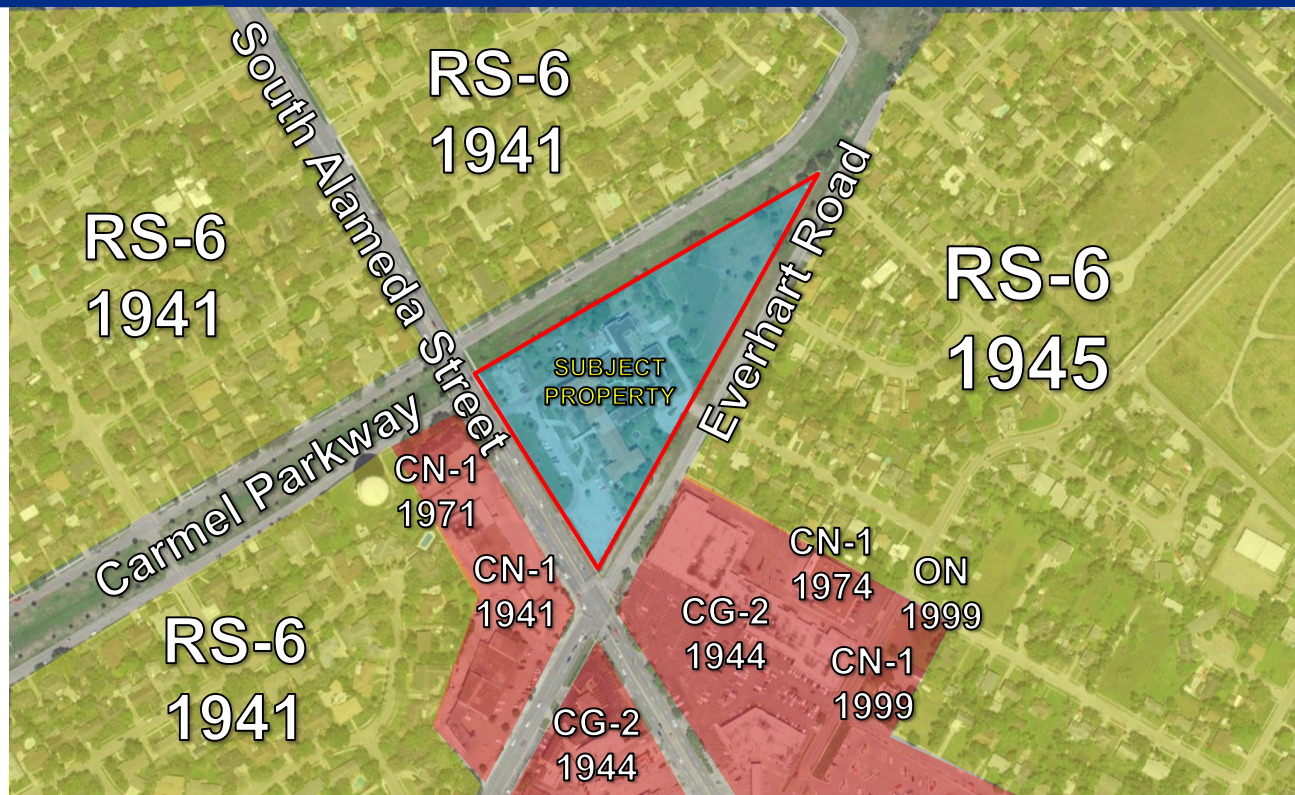 South Alameda Street
RS-6
1941
RS-6
1941
Everhart Road
RS-6
1945
SUBJECT
PROPERTY
Carmel Parkway
CN-1
1971
CN-1
1941
CN-1
1974
ON
1999
CG-2
1944
CN-1
1999
RS-6
1941
CG-2
1944